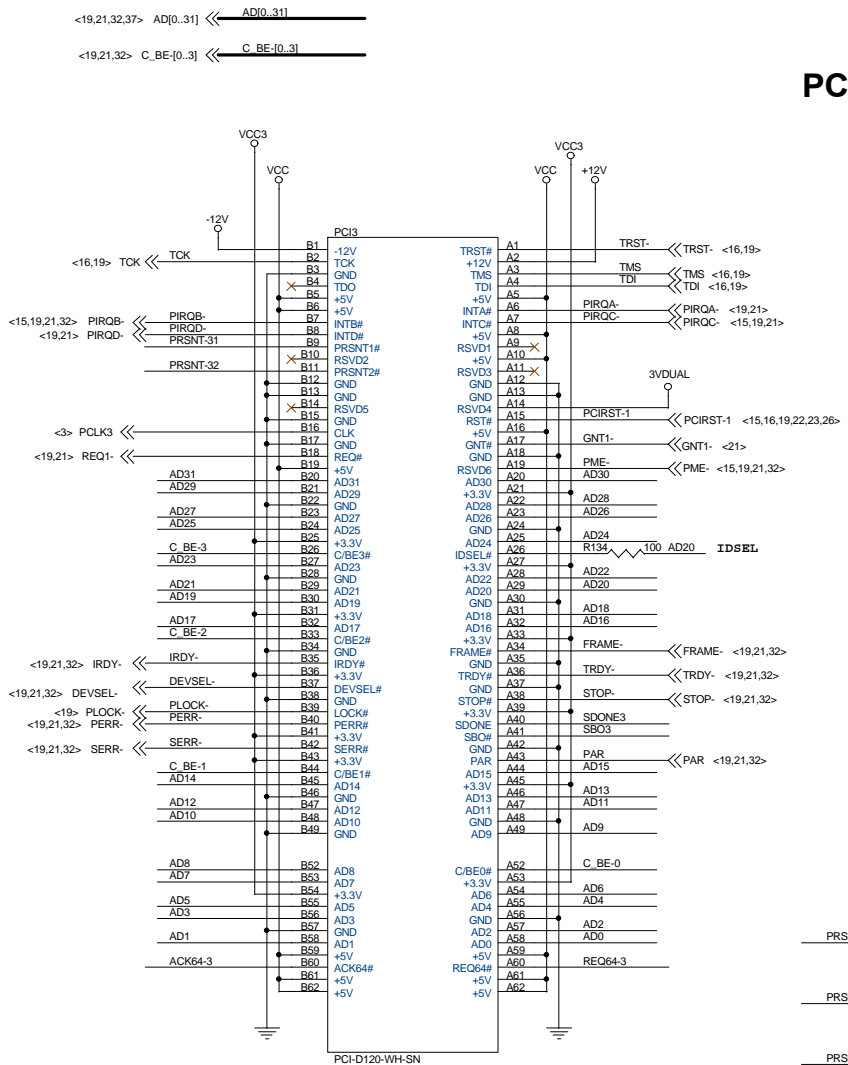 <19,21,32,37> AD[0..31] AD[0..31]
<19,21,32> C_BE-[0..3] C_BE-[0..3]
PC
VCC3
VCC3
VCC
VCC
+12V
-12V
PCI3
B1 -12V TRST# A1 TRST- TRST- <16,19>
<16,19> TCK TCK B2 TCK +12V A2
B3 GND TMS A3 TMS TMS <16,19>
B4 TDO TDI A4 TDI TDI <16,19>
B5 +5V +5V A5
B6 +5V INTA# A6 PIRQA- PIRQA- <19,21>
<15,19,21,32> PIRQB- PIRQB- B7 INTB# INTC# A7 PIRQC- PIRQC- <15,19,21>
<19,21> PIRQD- PIRQD- B8 INTD# +5V A8
PRSNT-31 B9 PRSNT1# RSVD1 A9
B10 RSVD2 +5V A10
PRSNT-32 B11 PRSNT2# RSVD3 A11
3VDUAL
B12 GND GND A12
B13 GND GND A13
B14 RSVD5 RSVD4 A14
B15 GND RST# A15 PCIRST-1 PCIRST-1 <15,16,19,22,23,26>
<3> PCLK3 B16 CLK +5V A16
B17 GND GNT# A17 GNT1- GNT1- <21>
<19,21> REQ1- B18 REQ# GND A18
B19 +5V RSVD6 A19 PME- PME- <15,19,21,32>
AD31 B20 AD31 AD30 A20 AD30
AD29 B21 AD29 +3.3V A21
B22 GND AD28 A22 AD28
AD27 B23 AD27 AD26 A23 AD26
AD25 B24 AD25 GND A24
B25 +3.3V AD24 A25 AD24
C_BE-3 B26 C/BE3# IDSEL# A26 R134 100 AD20 IDSEL
AD23 B27 AD23 +3.3V A27
B28 GND AD22 A28 AD22
AD21 B29 AD21 AD20 A29 AD20
AD19 B30 AD19 GND A30
B31 +3.3V AD18 A31 AD18
AD17 B32 AD17 AD16 A32 AD16
C_BE-2 B33 C/BE2# +3.3V A33
B34 GND FRAME# A34 FRAME- FRAME- <19,21,32>
<19,21,32> IRDY- IRDY- B35 IRDY# GND A35
B36 +3.3V TRDY# A36 TRDY- TRDY- <19,21,32>
<19,21,32> DEVSEL- DEVSEL- B37 DEVSEL# GND A37
B38 GND STOP# A38 STOP- STOP- <19,21,32>
<19> PLOCK- PLOCK- B39 LOCK# +3.3V A39
<19,21,32> PERR- PERR- B40 PERR# SDONE A40 SDONE3
B41 +3.3V SBO# A41 SBO3
<19,21,32> SERR- SERR- B42 SERR# GND A42
B43 +3.3V PAR A43 PAR PAR <19,21,32>
C_BE-1 B44 C/BE1# AD15 A44 AD15
AD14 B45 AD14 +3.3V A45
B46 GND AD13 A46 AD13
AD12 B47 AD12 AD11 A47 AD11
AD10 B48 AD10 GND A48
B49 GND AD9 A49 AD9
AD8 B52 AD8 C/BE0# A52 C_BE-0
AD7 B53 AD7 +3.3V A53
B54 +3.3V AD6 A54 AD6
AD5 B55 AD5 AD4 A55 AD4
AD3 B56 AD3 GND A56
B57 GND AD2 A57 AD2
AD1 B58 AD1 AD0 A58 AD0
PRS
B59 +5V +5V A59
ACK64-3 B60 ACK64# REQ64# A60 REQ64-3
B61 +5V +5V A61
B62 +5V +5V A62
PRS
PCI-D120-WH-SN
PRS